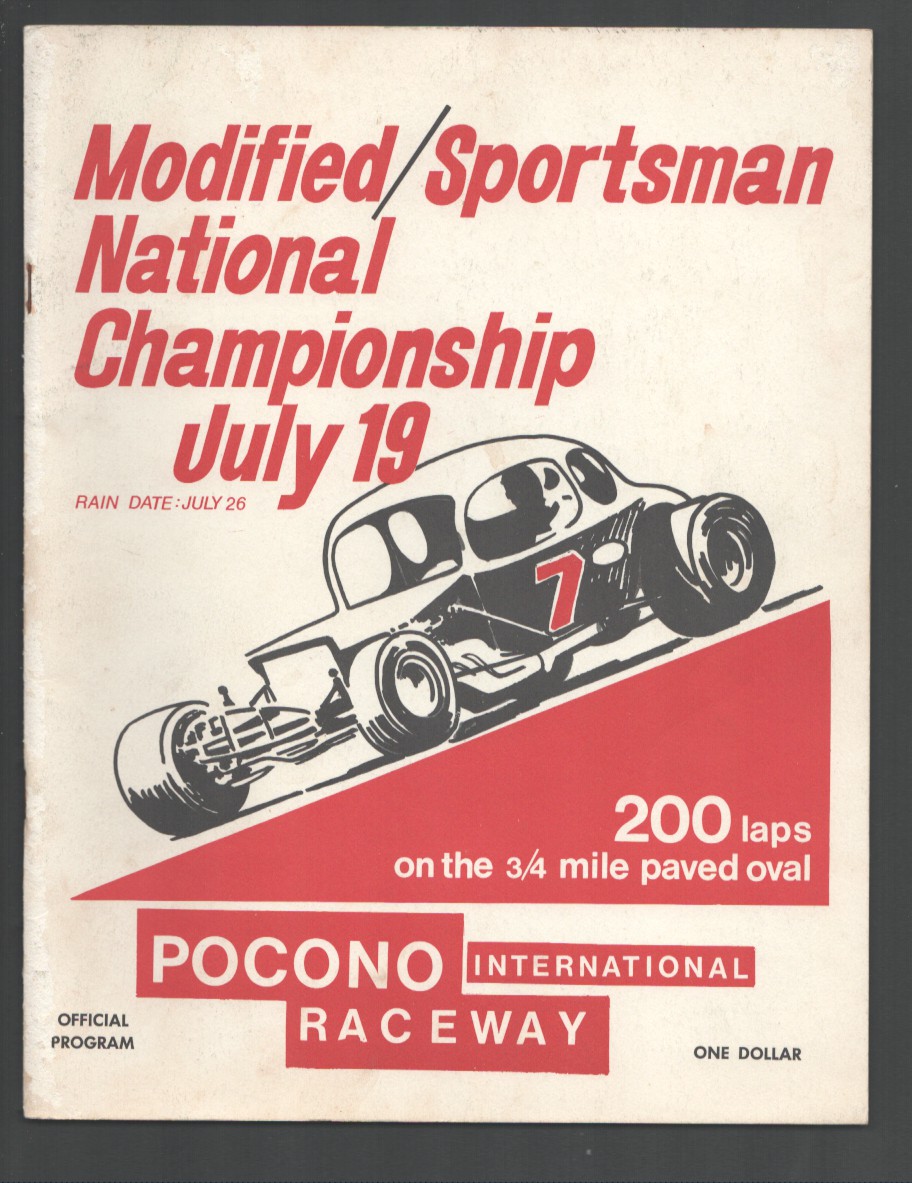 Modified/Sportsman
National
Championship
July 19
RAIN DATE: JULY 26
7
200 laps
on the 3/4 mile paved oval
POCONO INTERNATIONAL
RACEWAY
OFFICIAL
PROGRAM
ONE DOLLAR